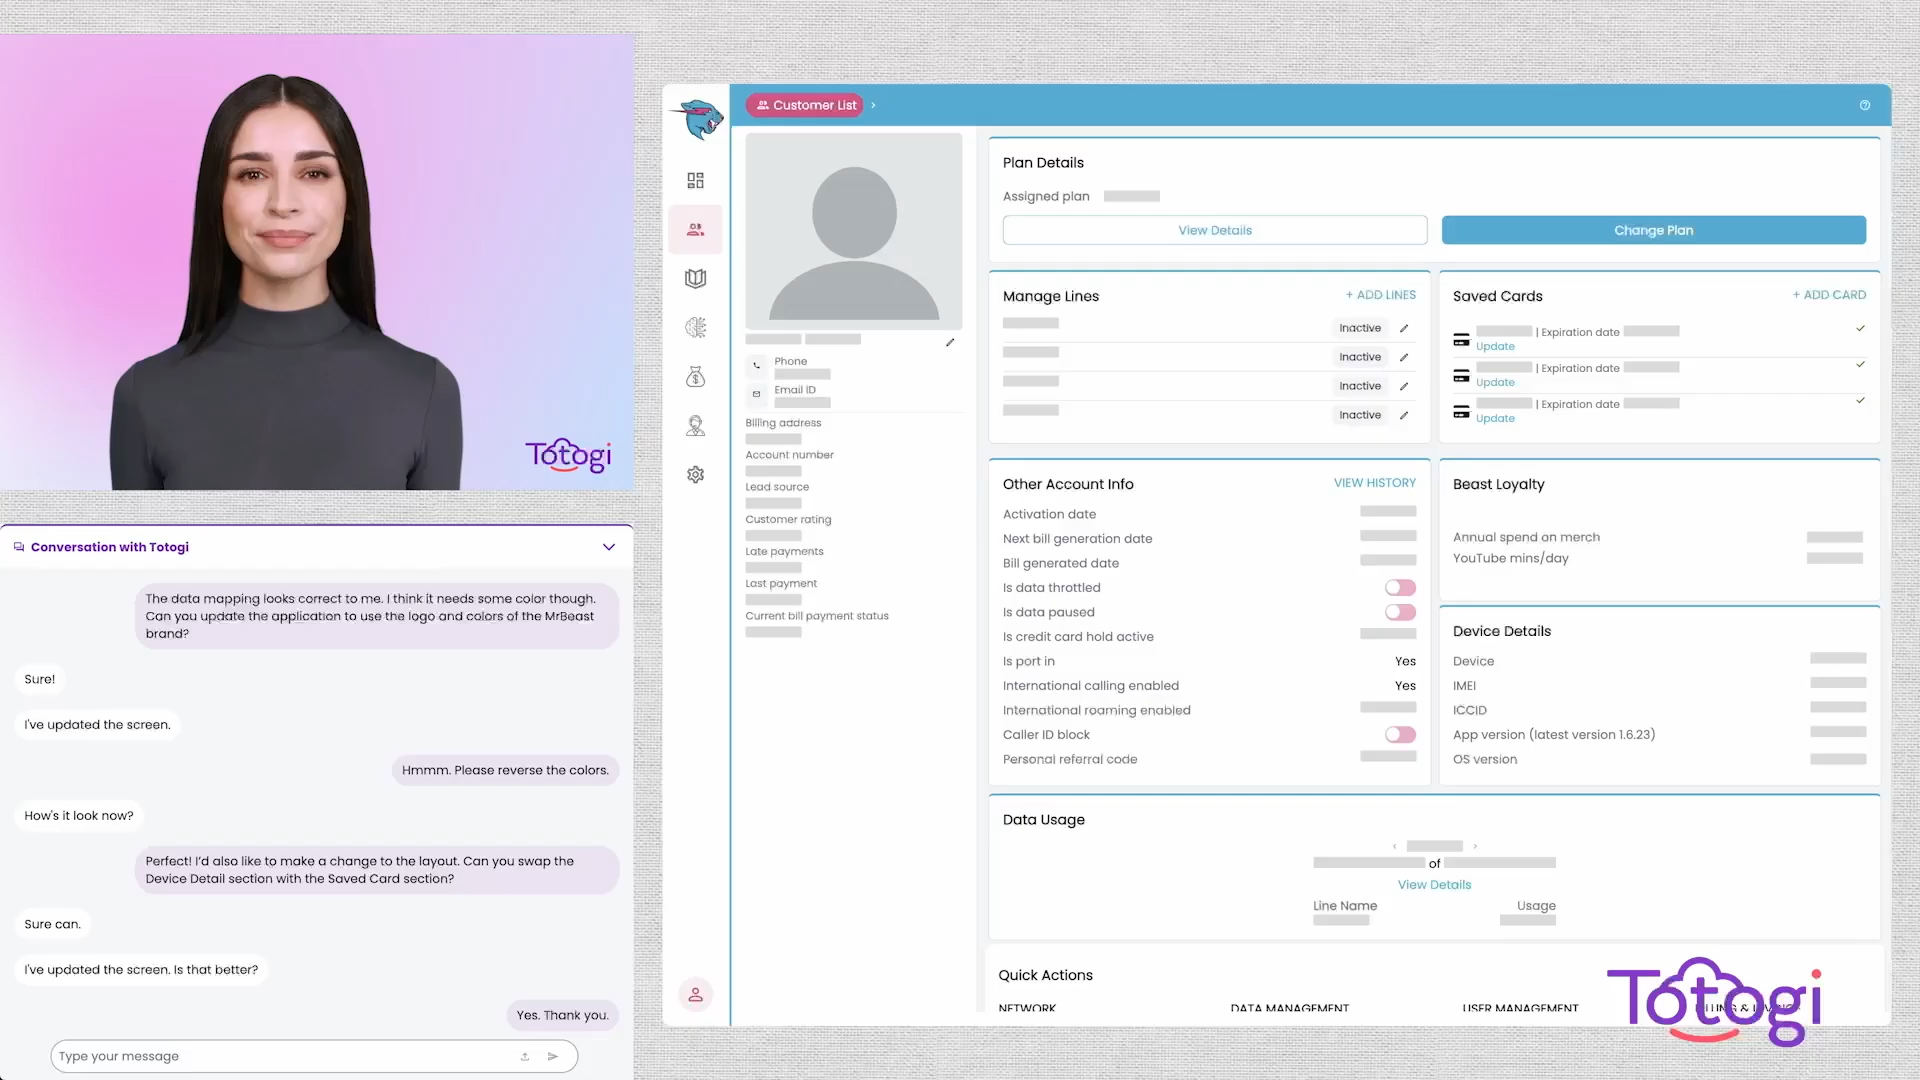 Totogi
Conversation with Totogi
The data mapping looks correct to me. I think it needs some color though.
Can you update the application to use the logo and colors of the MrBeast
brand?
Sure!
I've updated the screen.
Hmmm. Please reverse the colors.
How's it look now?
Perfect! I'd also like to make a change to the layout. Can you swap the
Device Detail section with the Saved Card section?
Sure can.
I've updated the screen. Is that better?
Yes. Thank you.
Type your message
Customer List
Phone
Email ID
Billing address
Account number
Lead source
Customer rating
Late payments
Last payment
Current bill payment status
Plan Details
Assigned plan
View Details
Change Plan
Manage Lines
+ ADD LINES
Inactive
Inactive
Inactive
Inactive
Saved Cards
+ ADD CARD
| Expiration date
Update
| Expiration date
Update
| Expiration date
Update
Other Account Info
VIEW HISTORY
Activation date
Next bill generation date
Bill generated date
Is data throttled
Is data paused
Is credit card hold active
Is port in Yes
International calling enabled Yes
International roaming enabled
Caller ID block
Personal referral code
Beast Loyalty
Annual spend on merch
YouTube mins/day
Device Details
Device
IMEI
ICCID
App version (latest version 1.6.23)
OS version
Data Usage
of
View Details
Line Name Usage
Quick Actions
NETWORK
DATA MANAGEMENT
USER MANAGEMENT
Totogi